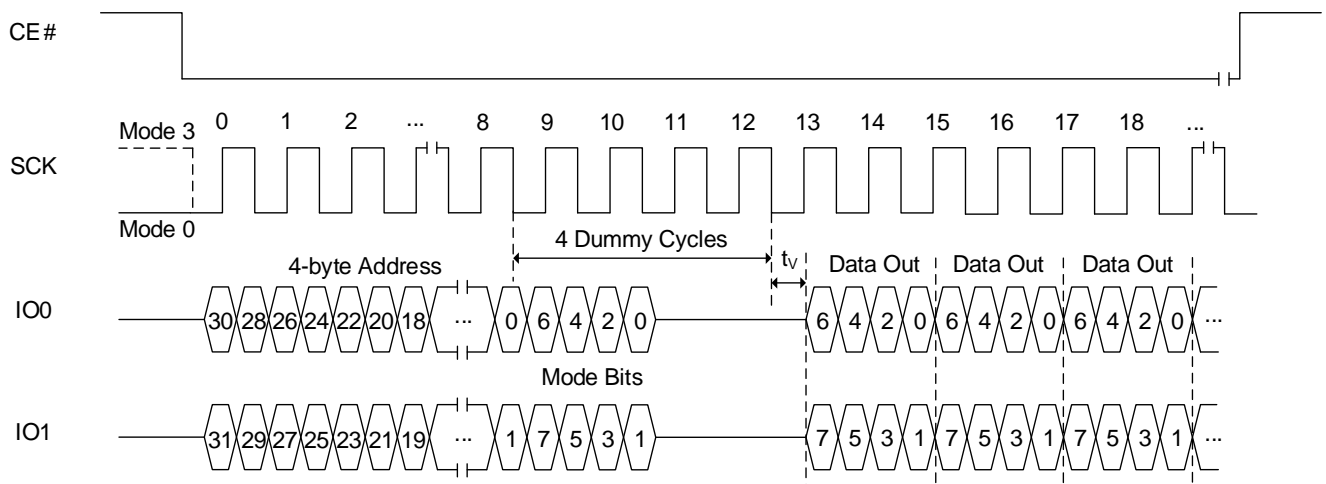 CE#
0 1 2 ... 8 9 10 11 12 13 14 15 16 17 18 ...
Mode 3
SCK
Mode 0
4 Dummy Cycles
4-byte Address tV Data Out Data Out Data Out
IO0 30 28 26 24 22 20 18 ... 0 6 4 2 0 6 4 2 0 6 4 2 0 6 4 2 0 ...
Mode Bits
IO1 31 29 27 25 23 21 19 ... 1 7 5 3 1 7 5 3 1 7 5 3 1 7 5 3 1 ...